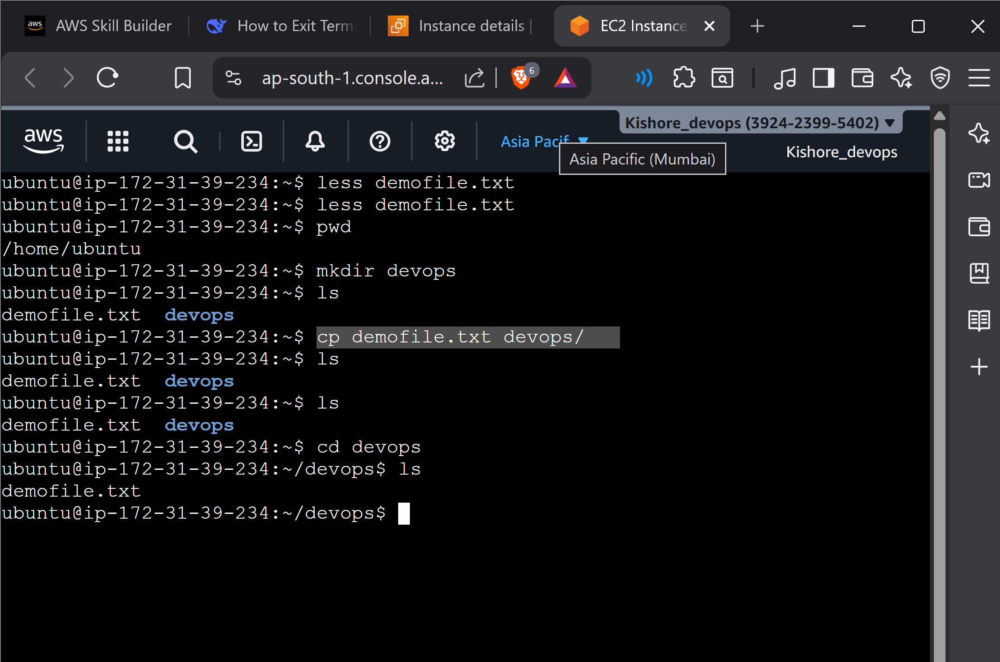 aws AWS Skill Builder
How to Exit Termi
Instance details |
EC2 Instance
ap-south-1.console.a...
6
aws
Asia Pacif
Kishore_devops (3924-2399-5402)
Asia Pacific (Mumbai)
Kishore_devops
ubuntu@ip-172-31-39-234:~$ less demofile.txt
ubuntu@ip-172-31-39-234:~$ less demofile.txt
ubuntu@ip-172-31-39-234:~$ pwd
/home/ubuntu
ubuntu@ip-172-31-39-234:~$ mkdir devops
ubuntu@ip-172-31-39-234:~$ ls
demofile.txt  devops
ubuntu@ip-172-31-39-234:~$ cp demofile.txt devops/
ubuntu@ip-172-31-39-234:~$ ls
demofile.txt  devops
ubuntu@ip-172-31-39-234:~$ ls
demofile.txt  devops
ubuntu@ip-172-31-39-234:~$ cd devops
ubuntu@ip-172-31-39-234:~/devops$ ls
demofile.txt
ubuntu@ip-172-31-39-234:~/devops$